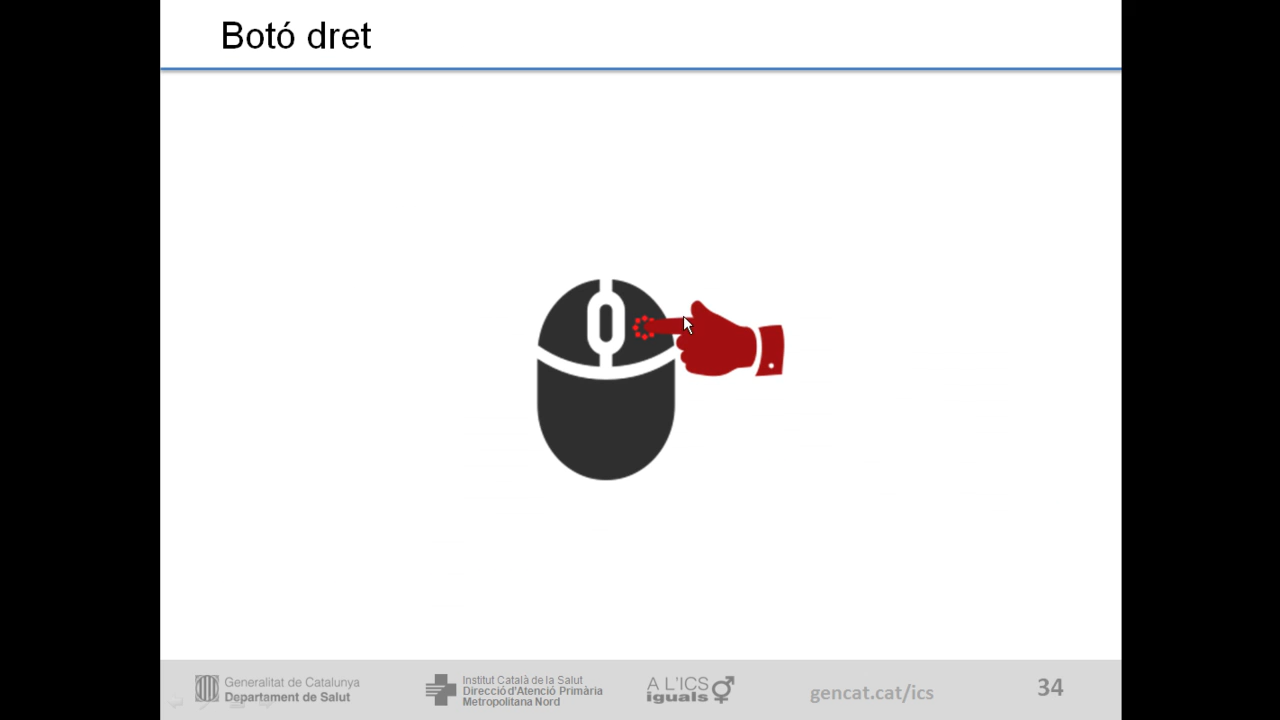 Botó dret
Generalitat de Catalunya
Departament de Salut
Institut Català de la Salut
Direcció d'Atenció Primària
Metropolitana Nord
A L'ICS
iguals
gencat.cat/ics
34